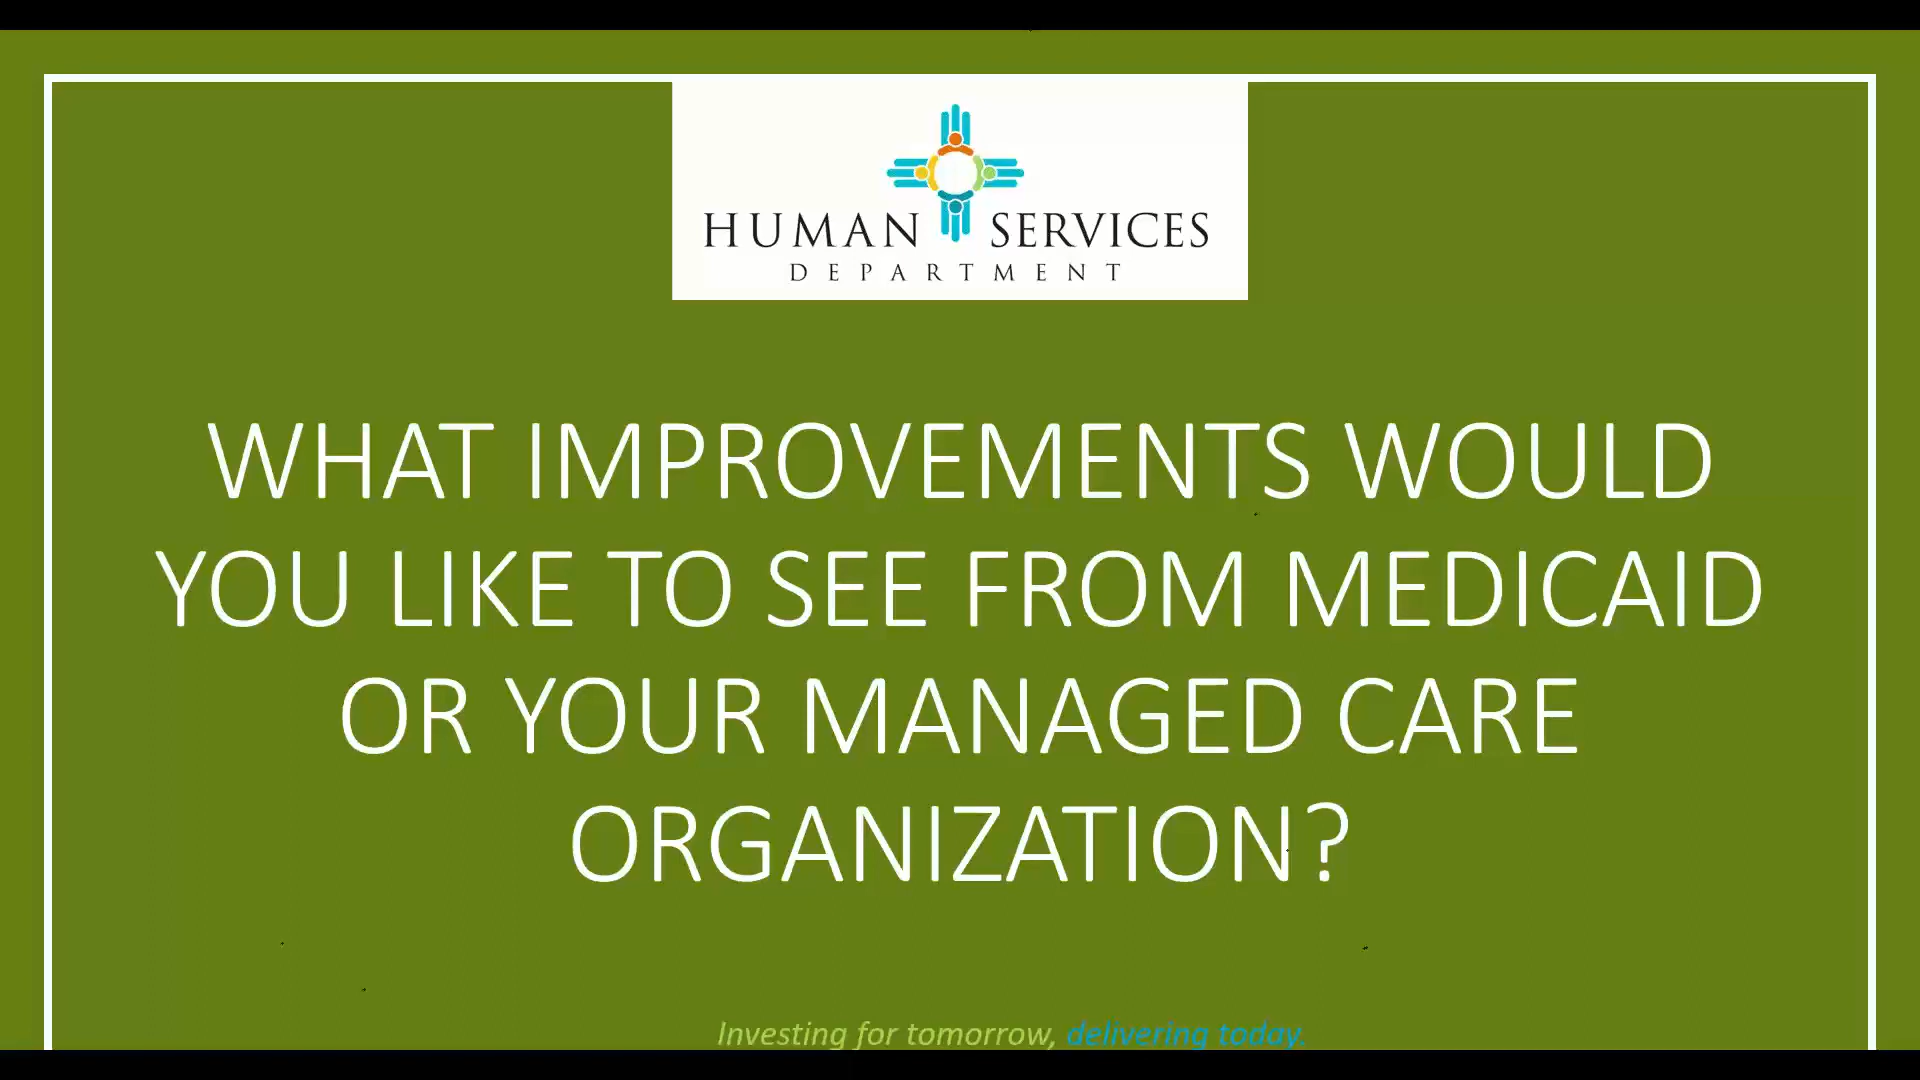 HUMAN SERVICES
DEPARTMENT
WHAT IMPROVEMENTS WOULD
YOU LIKE TO SEE FROM MEDICAID
OR YOUR MANAGED CARE
ORGANIZATION?
Investing for tomorrow, delivering today.